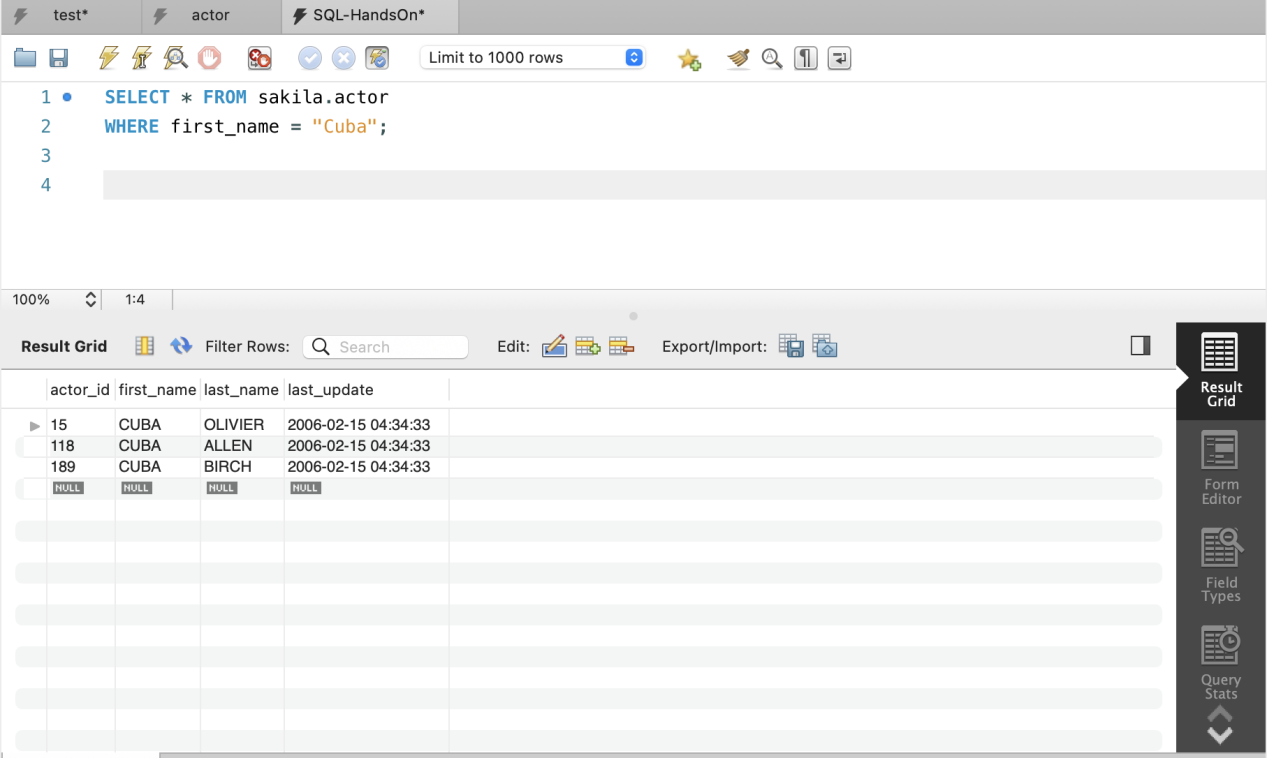 test* actor SQL-HandsOn*
Limit to 1000 rows
1 SELECT * FROM sakila.actor
2 WHERE first_name = "Cuba";
3
4
100% 1:4
Result Grid Filter Rows: Search Edit: Export/Import:
actor_id first_name last_name last_update
15 CUBA OLIVIER 2006-02-15 04:34:33
118 CUBA ALLEN 2006-02-15 04:34:33
189 CUBA BIRCH 2006-02-15 04:34:33
NULL NULL NULL NULL
Result
Grid
Form
Editor
Field
Types
Query
Stats